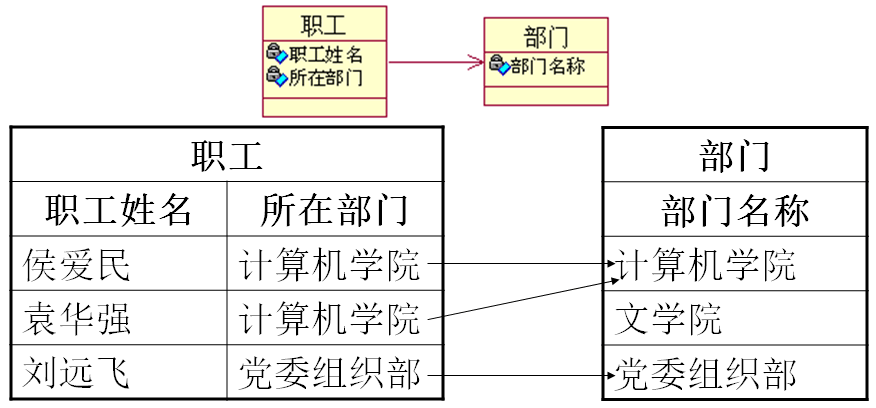 职工
职工姓名
所在部门
部门
部门名称
职工
职工姓名 所在部门
侯爱民 计算机学院
袁华强 计算机学院
刘远飞 党委组织部
部门
部门名称
计算机学院
文学院
党委组织部